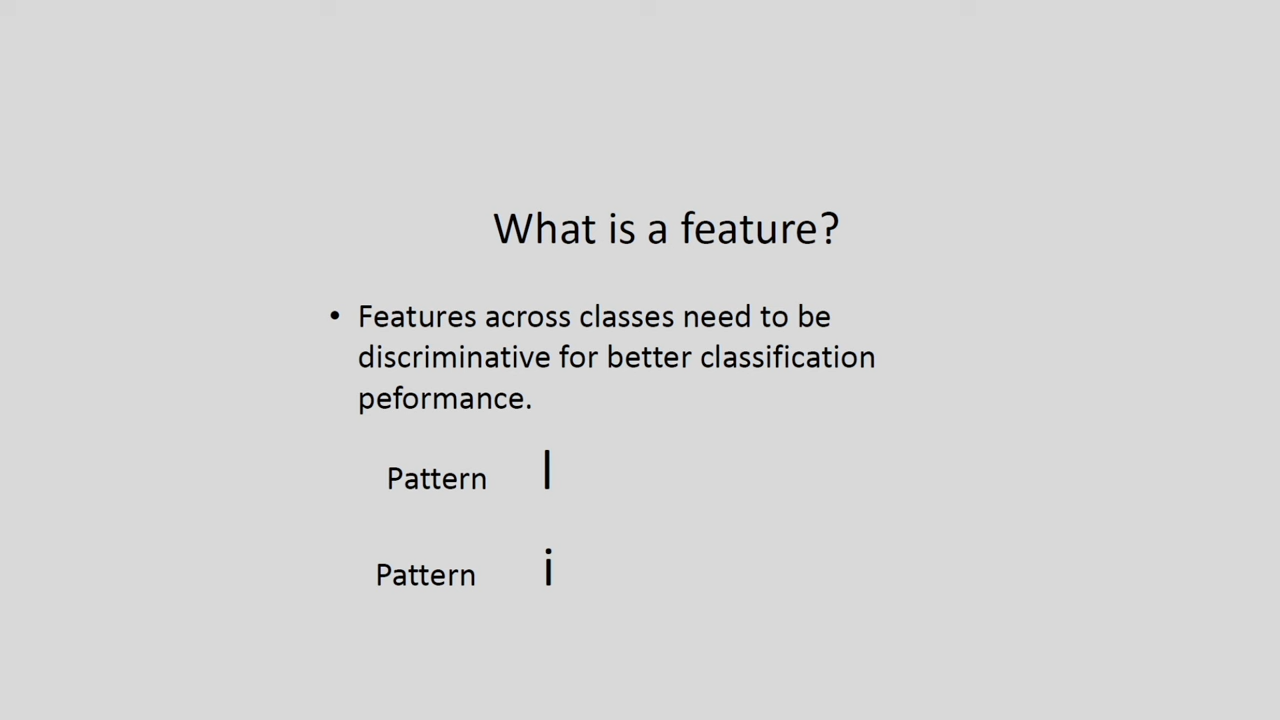 What is a feature?
• Features across classes need to be
discriminative for better classification
peformance.
Pattern l
Pattern i